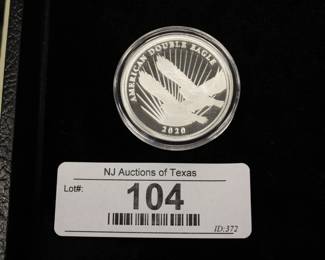 AMERICAN DOUBLE EAGLE
2020
NJ Auctions of Texas
Lot#:
104
ID:372